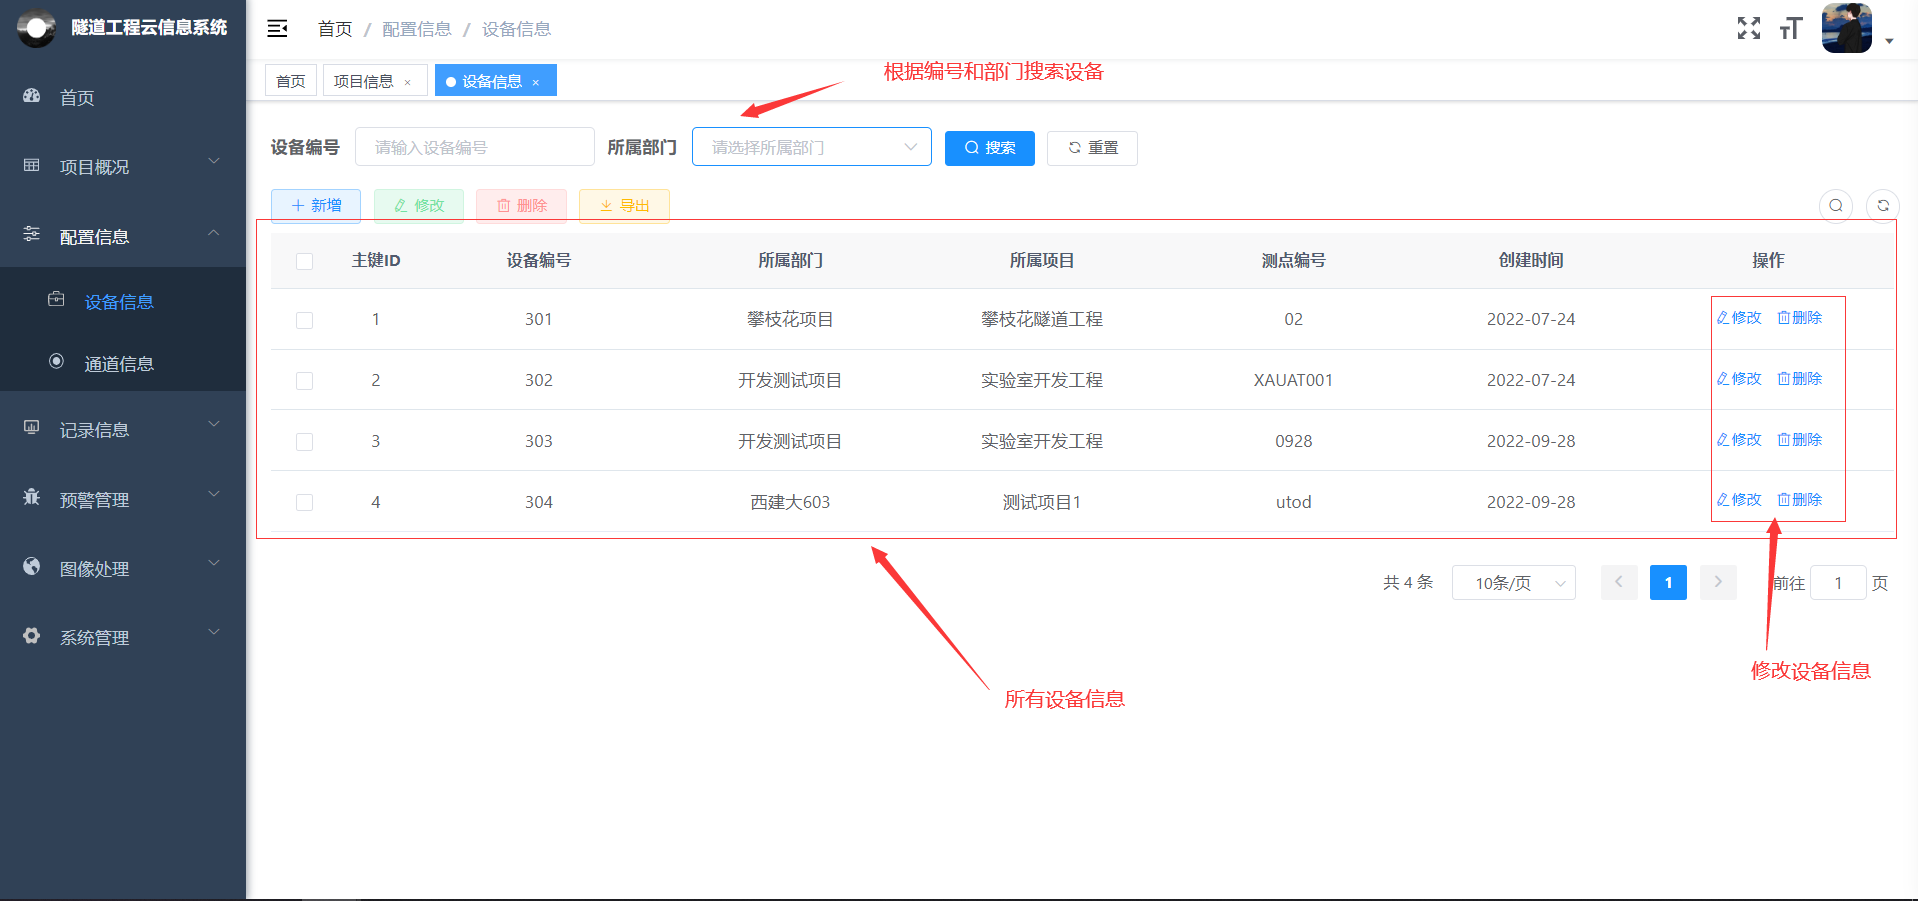 隧道工程云信息系统
首页 / 配置信息 / 设备信息
首页
项目信息 ×
设备信息 ×
根据编号和部门搜索设备
首页
项目概况
配置信息
设备信息
通道信息
记录信息
预警管理
图像处理
系统管理
设备编号 请输入设备编号 所属部门 请选择所属部门 搜索 重置
新增 修改 删除 导出
主键ID 设备编号 所属部门 所属项目 测点编号 创建时间 操作
1 301 攀枝花项目 攀枝花隧道工程 02 2022-07-24 修改 删除
2 302 开发测试项目 实验室开发工程 XAUAT001 2022-07-24 修改 删除
3 303 开发测试项目 实验室开发工程 0928 2022-09-28 修改 删除
4 304 西建大603 测试项目1 utod 2022-09-28 修改 删除
共 4 条 10条/页 1 前往 1 页
修改设备信息
所有设备信息